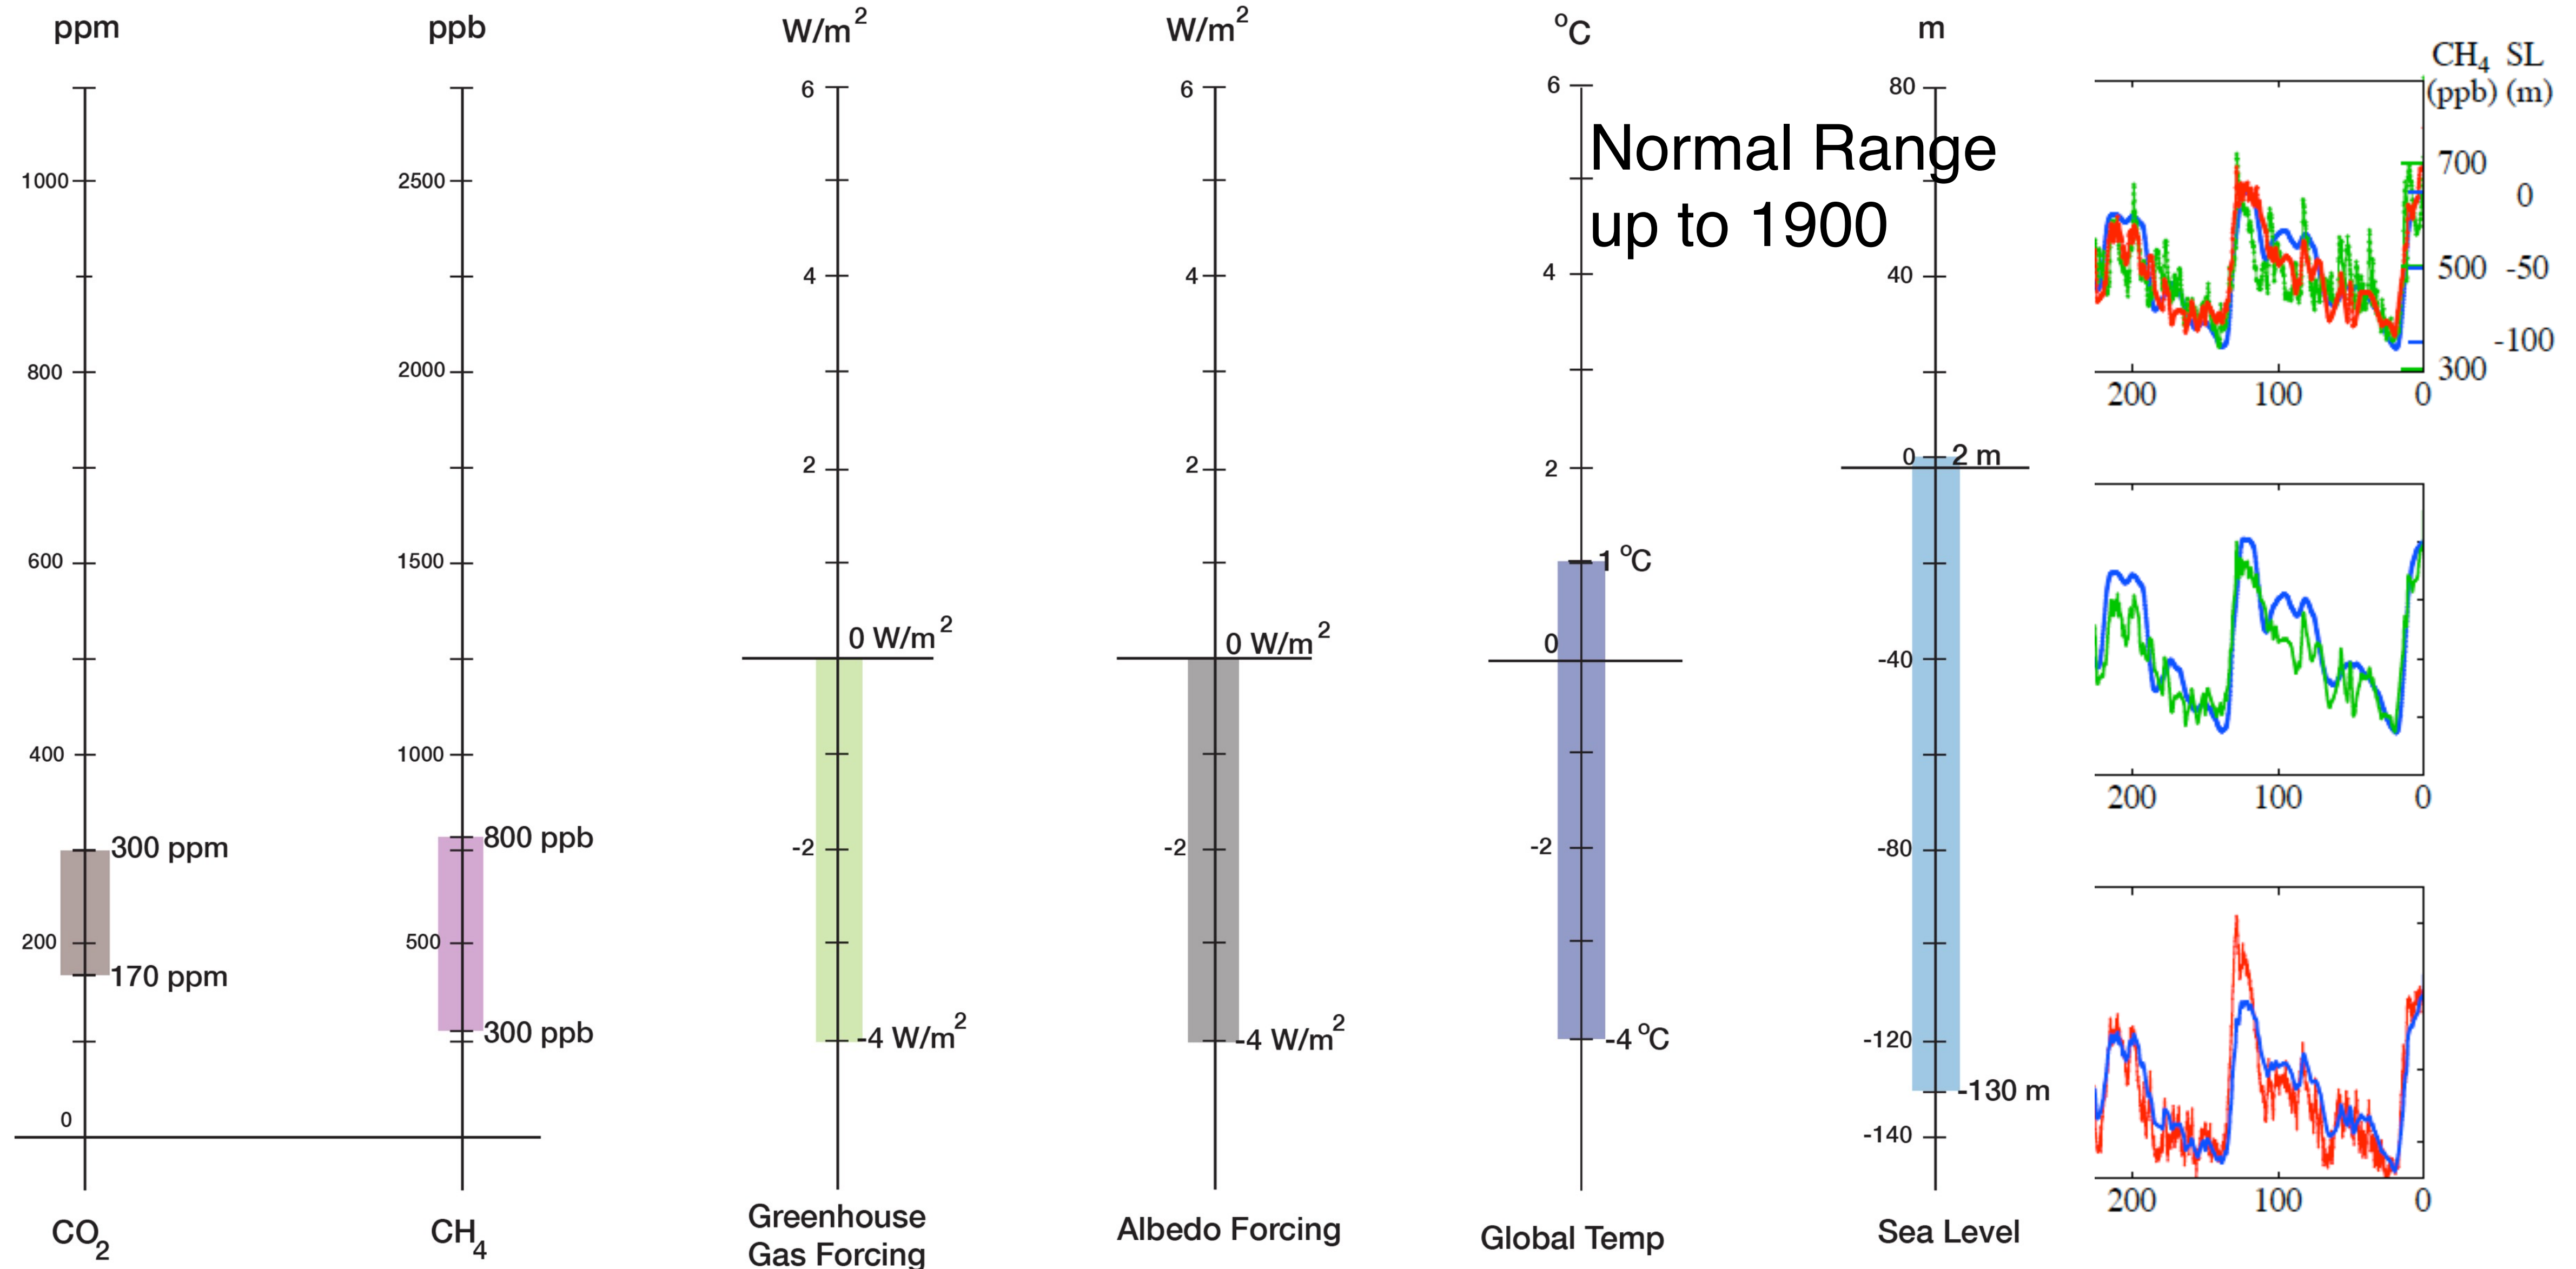 ppm
1000
800
600
400
300 ppm
200
170 ppm
0
CO2
ppb
2500
2000
1500
1000
800 ppb
500
300 ppb
CH4
W/m2
6
4
2
0 W/m2
-2
-4 W/m2
Greenhouse
Gas Forcing
W/m2
6
4
2
0 W/m2
-2
-4 W/m2
Albedo Forcing
oC
6
4
2
1 oC
0
-2
-4 oC
Global Temp
Normal Range
up to 1900
m
80
40
0
2 m
-40
-80
-120
-130 m
-140
Sea Level
CH4 SL
(ppb) (m)
700
0
500 -50
-100
300
200 100 0
200 100 0
200 100 0